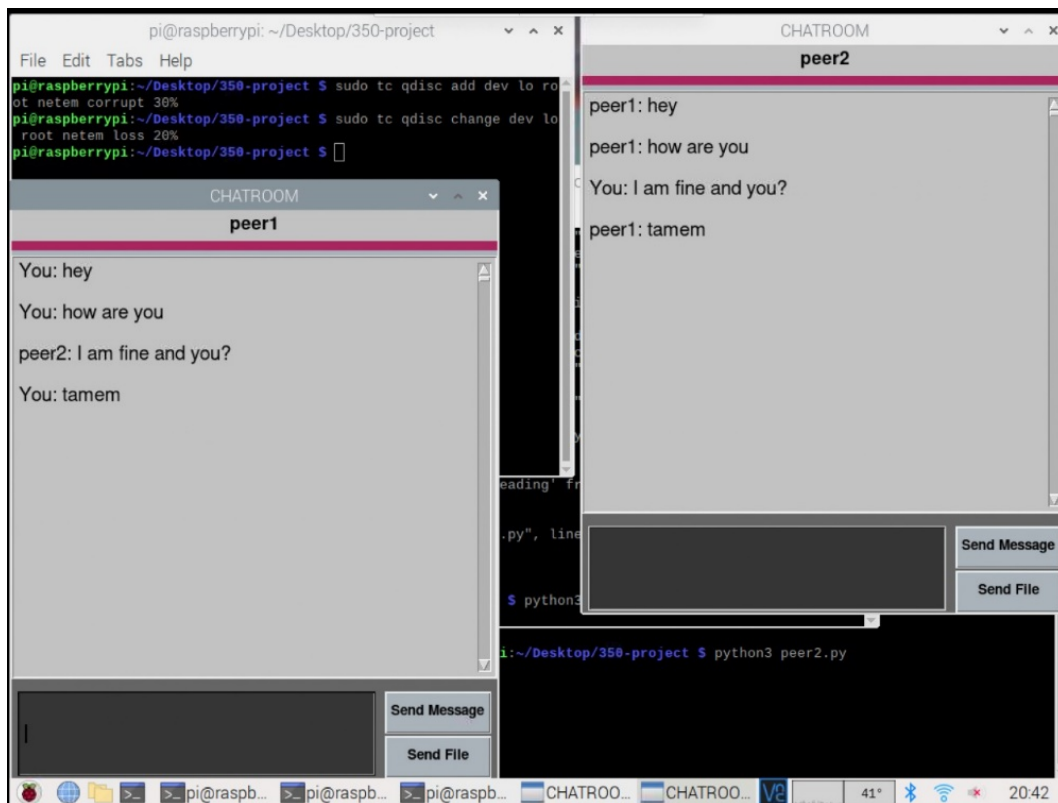 pi@raspberrypi: ~/Desktop/350-project
File Edit Tabs Help
pi@raspberrypi:~/Desktop/350-project $ sudo tc qdisc add dev lo ro
ot netem corrupt 30%
pi@raspberrypi:~/Desktop/350-project $ sudo tc qdisc change dev lo
root netem loss 20%
pi@raspberrypi:~/Desktop/350-project $
CHATROOM
peer1
You: hey
You: how are you
peer2: I am fine and you?
You: tamem
Send Message
Send File
CHATROOM
peer2
peer1: hey
peer1: how are you
You: I am fine and you?
peer1: tamem
Send Message
Send File
eading' fr
.py", line
$ python3
i:~/Desktop/350-project $ python3 peer2.py
pi@raspb... pi@raspb... pi@raspb... CHATROO... CHATROO... 41° 20:42